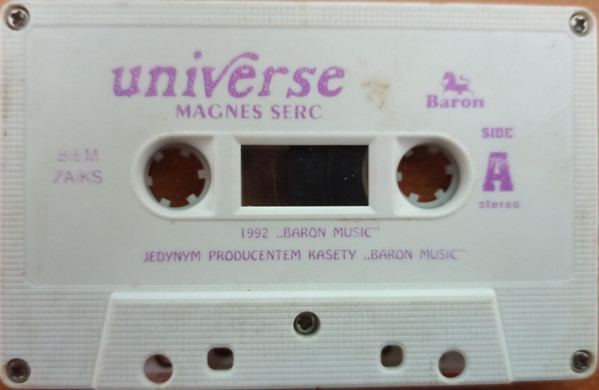 universe
MAGNES SERC
Baron
SIDE
A
stereo
BIEM
ZAIKS
1992 „BARON MUSIC"
JEDYNYM PRODUCENTEM KASETY „BARON MUSIC"